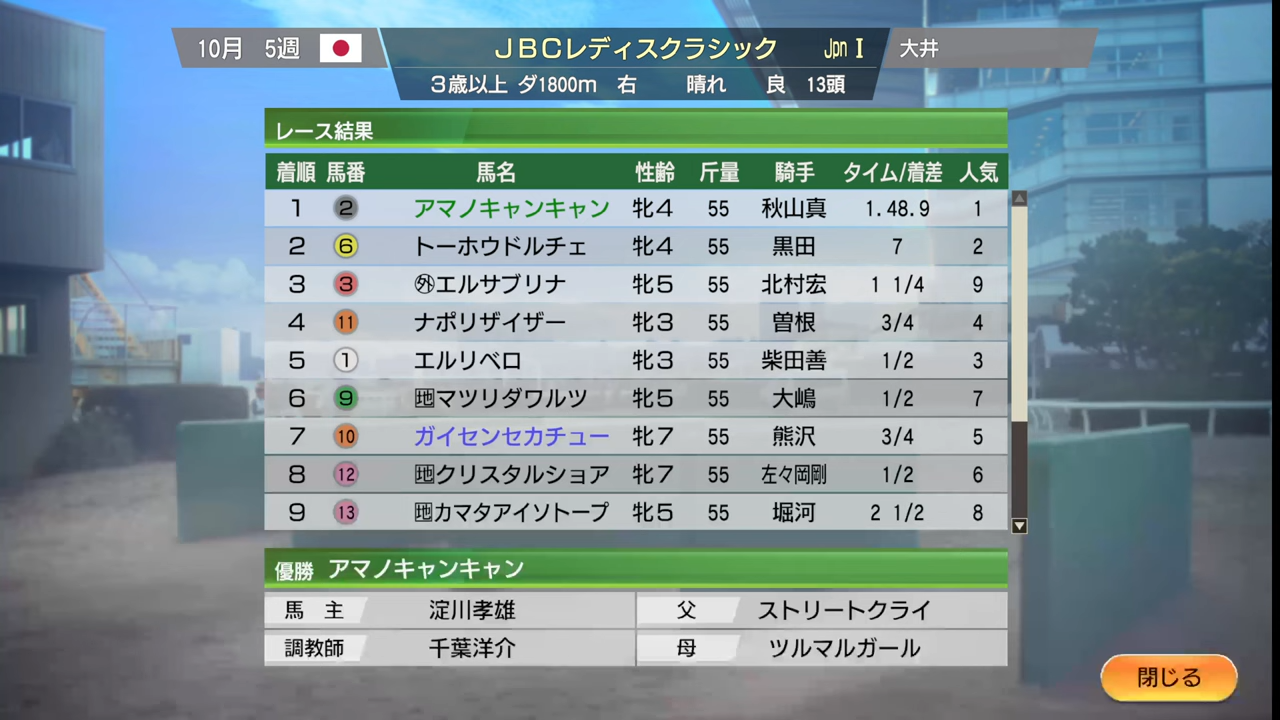 10月 5週 JBCレディスクラシック JpnⅠ 大井
3歳以上 ダ1800m 右 晴れ 良 13頭
レース結果
着順 馬番 馬名 性齢 斤量 騎手 タイム/着差 人気
1 2 アマノキャンキャン 牝4 55 秋山真 1.48.9 1
2 6 トーホウドルチェ 牝4 55 黒田 7 2
3 3 ㊕エルサブリナ 牝5 55 北村宏 1 1/4 9
4 11 ナポリザイザー 牝3 55 曽根 3/4 4
5 1 エルリベロ 牝3 55 柴田善 1/2 3
6 9 地マツリダワルツ 牝5 55 大嶋 1/2 7
7 10 ガイセンセカチュー 牝7 55 熊沢 3/4 5
8 12 地クリスタルショア 牝7 55 左々岡剛 1/2 6
9 13 地カマタアイソトープ 牝5 55 堀河 2 1/2 8
優勝 アマノキャンキャン
馬主 淀川孝雄 父 ストリートクライ
調教師 千葉洋介 母 ツルマルガール
閉じる